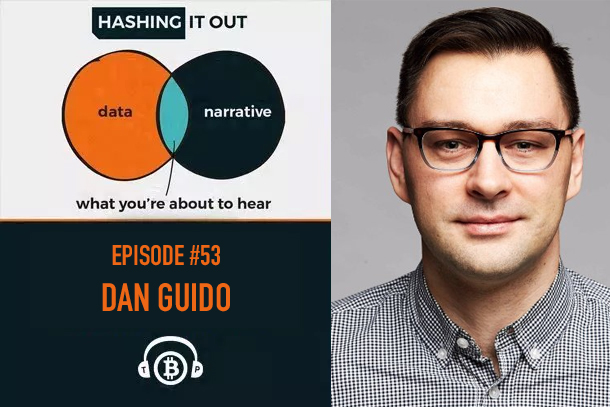 HASHING IT OUT
data
narrative
what you're about to hear
EPISODE #53
DAN GUIDO
T B P